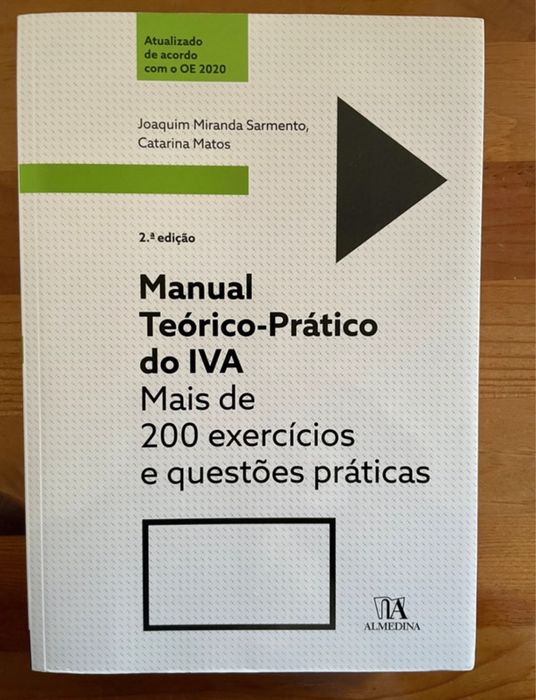 Atualizado
de acordo
com o OE 2020
Joaquim Miranda Sarmento,
Catarina Matos
2.ª edição
Manual
Teórico-Prático
do IVA
Mais de
200 exercícios
e questões práticas
ALMEDINA